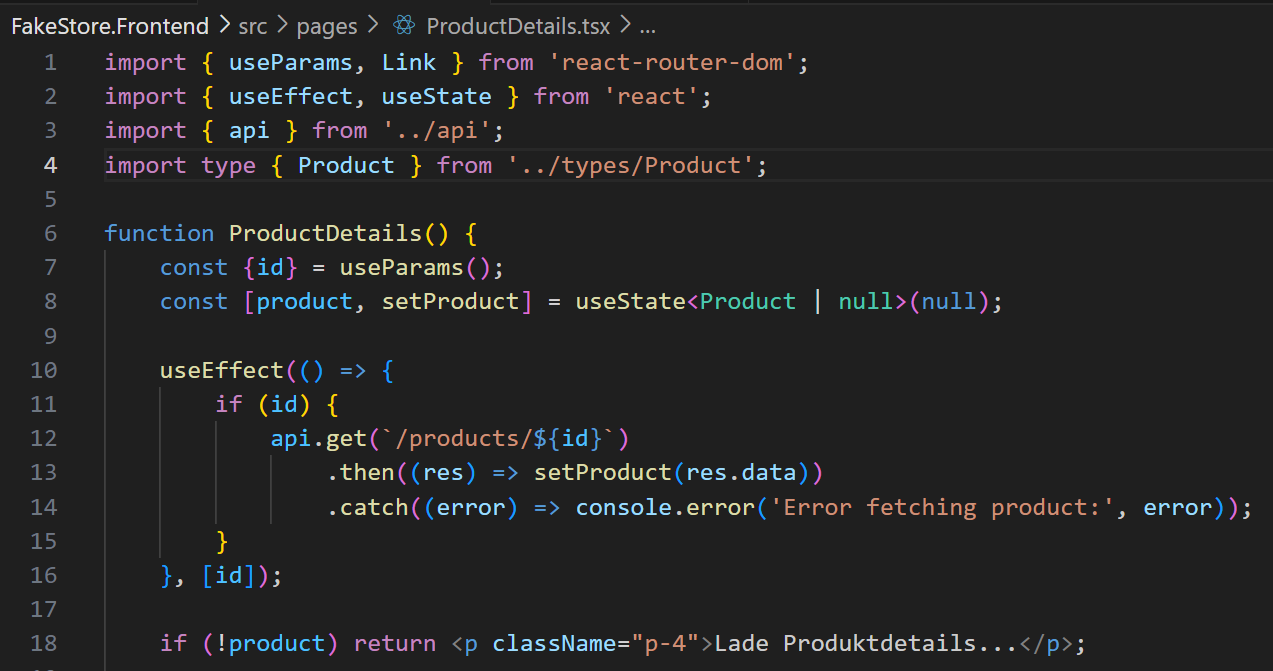 FakeStore.Frontend > src > pages > ProductDetails.tsx > ...
1 import { useParams, Link } from 'react-router-dom';
2 import { useEffect, useState } from 'react';
3 import { api } from '../api';
4 import type { Product } from '../types/Product';
5
6 function ProductDetails() {
7     const {id} = useParams();
8     const [product, setProduct] = useState<Product | null>(null);
9
10     useEffect(() => {
11         if (id) {
12             api.get(`/products/${id}`)
13                 .then((res) => setProduct(res.data))
14                 .catch((error) => console.error('Error fetching product:', error));
15         }
16     }, [id]);
17
18     if (!product) return <p className="p-4">Lade Produktdetails...</p>;